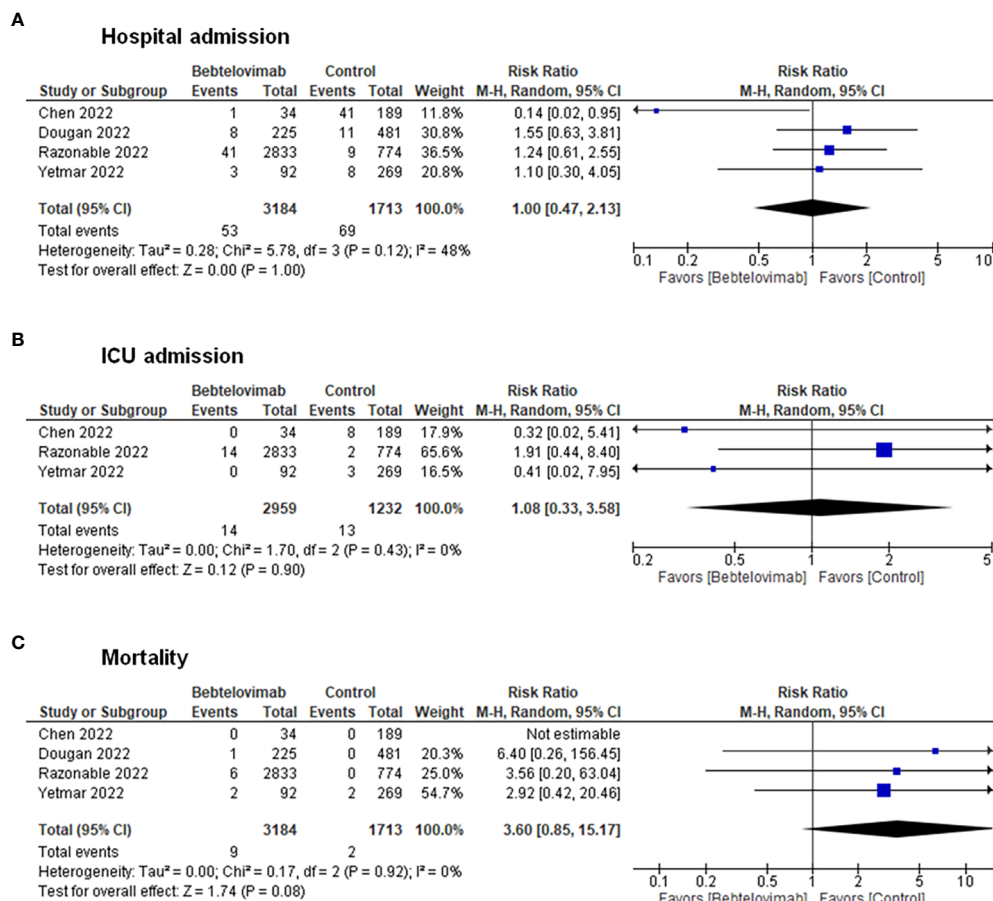 A
Hospital admission
Bebtelovimab Control Risk Ratio Risk Ratio
Study or Subgroup Events Total Events Total Weight M-H, Random, 95% CI M-H, Random, 95% CI
Chen 2022 1 34 41 189 11.8% 0.14 [0.02, 0.95]
Dougan 2022 8 225 11 481 30.8% 1.55 [0.63, 3.81]
Razonable 2022 41 2833 9 774 36.5% 1.24 [0.61, 2.55]
Yetmar 2022 3 92 8 269 20.8% 1.10 [0.30, 4.05]
Total (95% CI) 3184 1713 100.0% 1.00 [0.47, 2.13]
Total events 53 69
Heterogeneity: Tau² = 0.28; Chi² = 5.78, df = 3 (P = 0.12); I² = 48%
Test for overall effect: Z = 0.00 (P = 1.00)
0.1 0.2 0.5 1 2 5 10
Favors [Bebtelovimab] Favors [Control]
B
ICU admission
Bebtelovimab Control Risk Ratio Risk Ratio
Study or Subgroup Events Total Events Total Weight M-H, Random, 95% CI M-H, Random, 95% CI
Chen 2022 0 34 8 189 17.9% 0.32 [0.02, 5.41]
Razonable 2022 14 2833 2 774 65.6% 1.91 [0.44, 8.40]
Yetmar 2022 0 92 3 269 16.5% 0.41 [0.02, 7.95]
Total (95% CI) 2959 1232 100.0% 1.08 [0.33, 3.58]
Total events 14 13
Heterogeneity: Tau² = 0.00; Chi² = 1.70, df = 2 (P = 0.43); I² = 0%
Test for overall effect: Z = 0.12 (P = 0.90)
0.2 0.5 1 2 5
Favors [Bebtelovimab] Favors [Control]
C
Mortality
Bebtelovimab Control Risk Ratio Risk Ratio
Study or Subgroup Events Total Events Total Weight M-H, Random, 95% CI M-H, Random, 95% CI
Chen 2022 0 34 0 189 Not estimable
Dougan 2022 1 225 0 481 20.3% 6.40 [0.26, 156.45]
Razonable 2022 6 2833 0 774 25.0% 3.56 [0.20, 63.04]
Yetmar 2022 2 92 2 269 54.7% 2.92 [0.42, 20.46]
Total (95% CI) 3184 1713 100.0% 3.60 [0.85, 15.17]
Total events 9 2
Heterogeneity: Tau² = 0.00; Chi² = 0.17, df = 2 (P = 0.92); I² = 0%
Test for overall effect: Z = 1.74 (P = 0.08)
0.1 0.2 0.5 1 2 5 10
Favors [Bebtelovimab] Favors [Control]